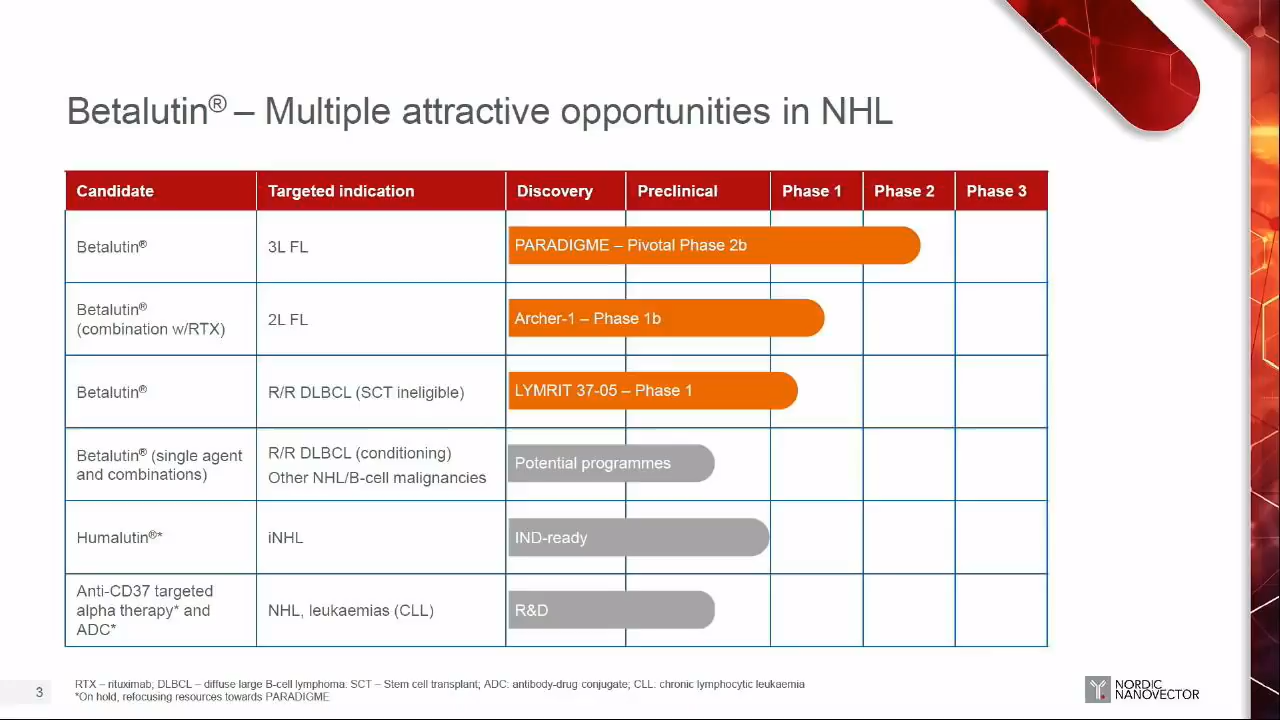 Betalutin® – Multiple attractive opportunities in NHL
Candidate
Targeted indication
Discovery
Preclinical
Phase 1
Phase 2
Phase 3
Betalutin®
3L FL
PARADIGME – Pivotal Phase 2b
Betalutin®
(combination w/RTX)
2L FL
Archer-1 – Phase 1b
Betalutin®
R/R DLBCL (SCT ineligible)
LYMRIT 37-05 – Phase 1
Betalutin® (single agent
and combinations)
R/R DLBCL (conditioning)
Other NHL/B-cell malignancies
Potential programmes
Humalutin®*
iNHL
IND-ready
Anti-CD37 targeted
alpha therapy* and
ADC*
NHL, leukaemias (CLL)
R&D
RTX – rituximab; DLBCL – diffuse large B-cell lymphoma. SCT – Stem cell transplant; ADC: antibody-drug conjugate; CLL: chronic lymphocytic leukaemia
*On hold, refocusing resources towards PARADIGME
3
NORDIC
NANOVECTOR